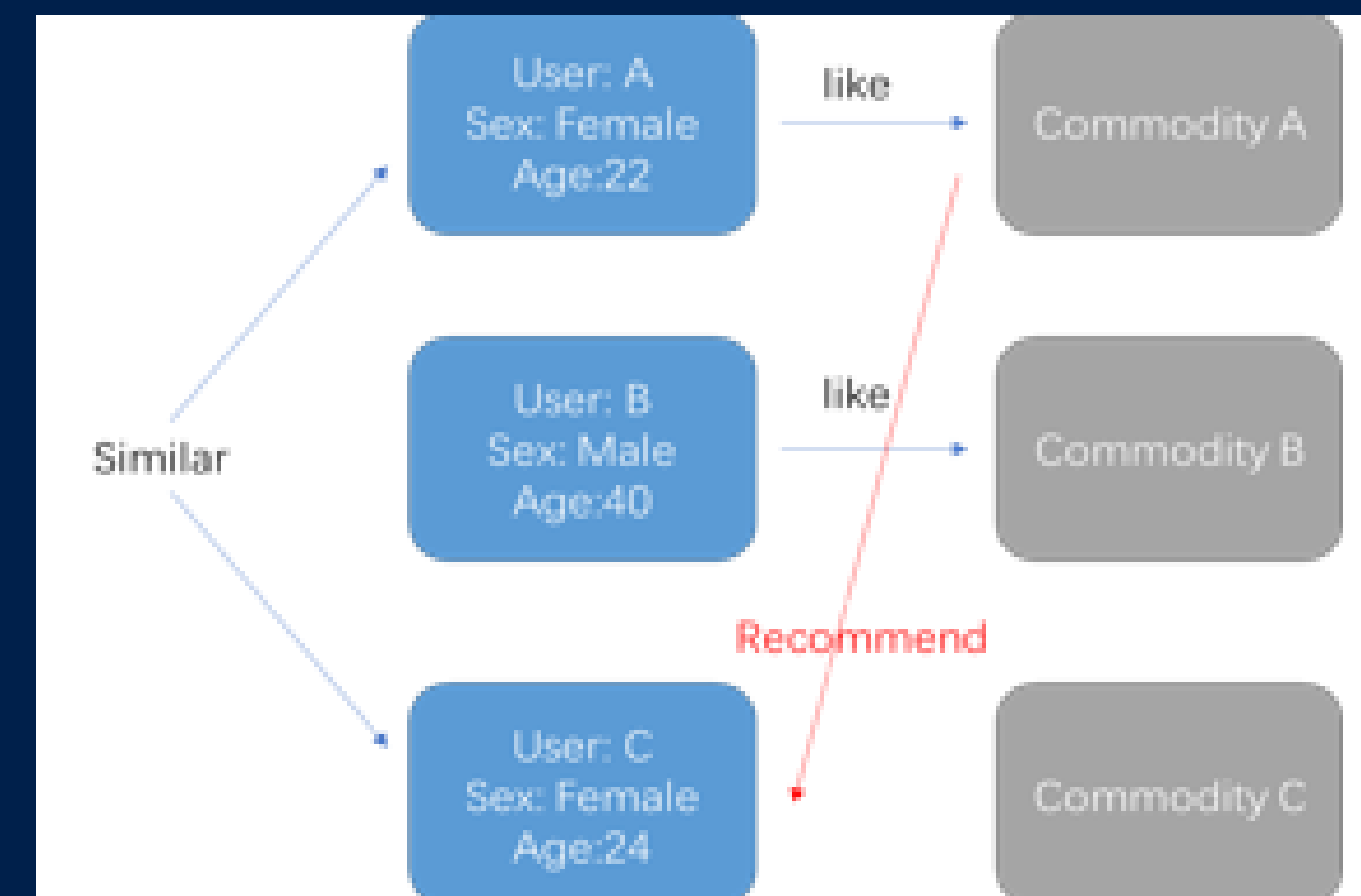 User: A
Sex: Female
Age:22
like
Commodity A
Similar
User: B
Sex: Male
Age:40
like
Commodity B
Recommend
User: C
Sex: Female
Age:24
Commodity C